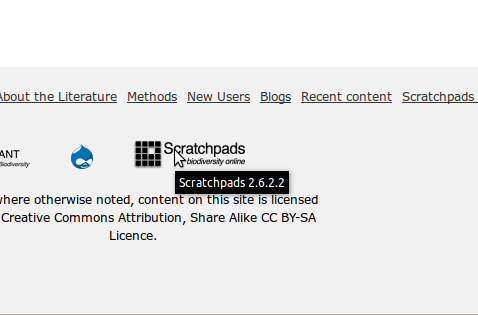 About the Literature Methods New Users Blogs Recent content Scratchpads
ANT
Biodiversity
Scratchpads
biodiversity online
Scratchpads 2.6.2.2
where otherwise noted, content on this site is licensed
Creative Commons Attribution, Share Alike CC BY-SA
Licence.